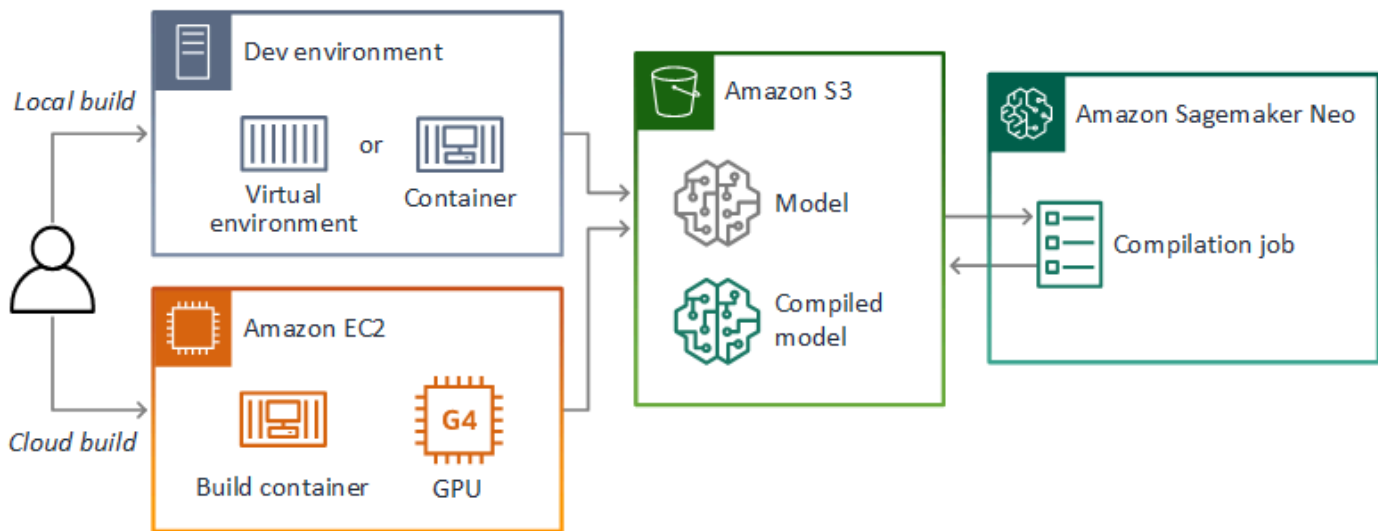 Local build
Dev environment
or
Virtual
environment
Container
Cloud build
Amazon EC2
Build container
G4
GPU
Amazon S3
Model
Compiled
model
Amazon Sagemaker Neo
Compilation job